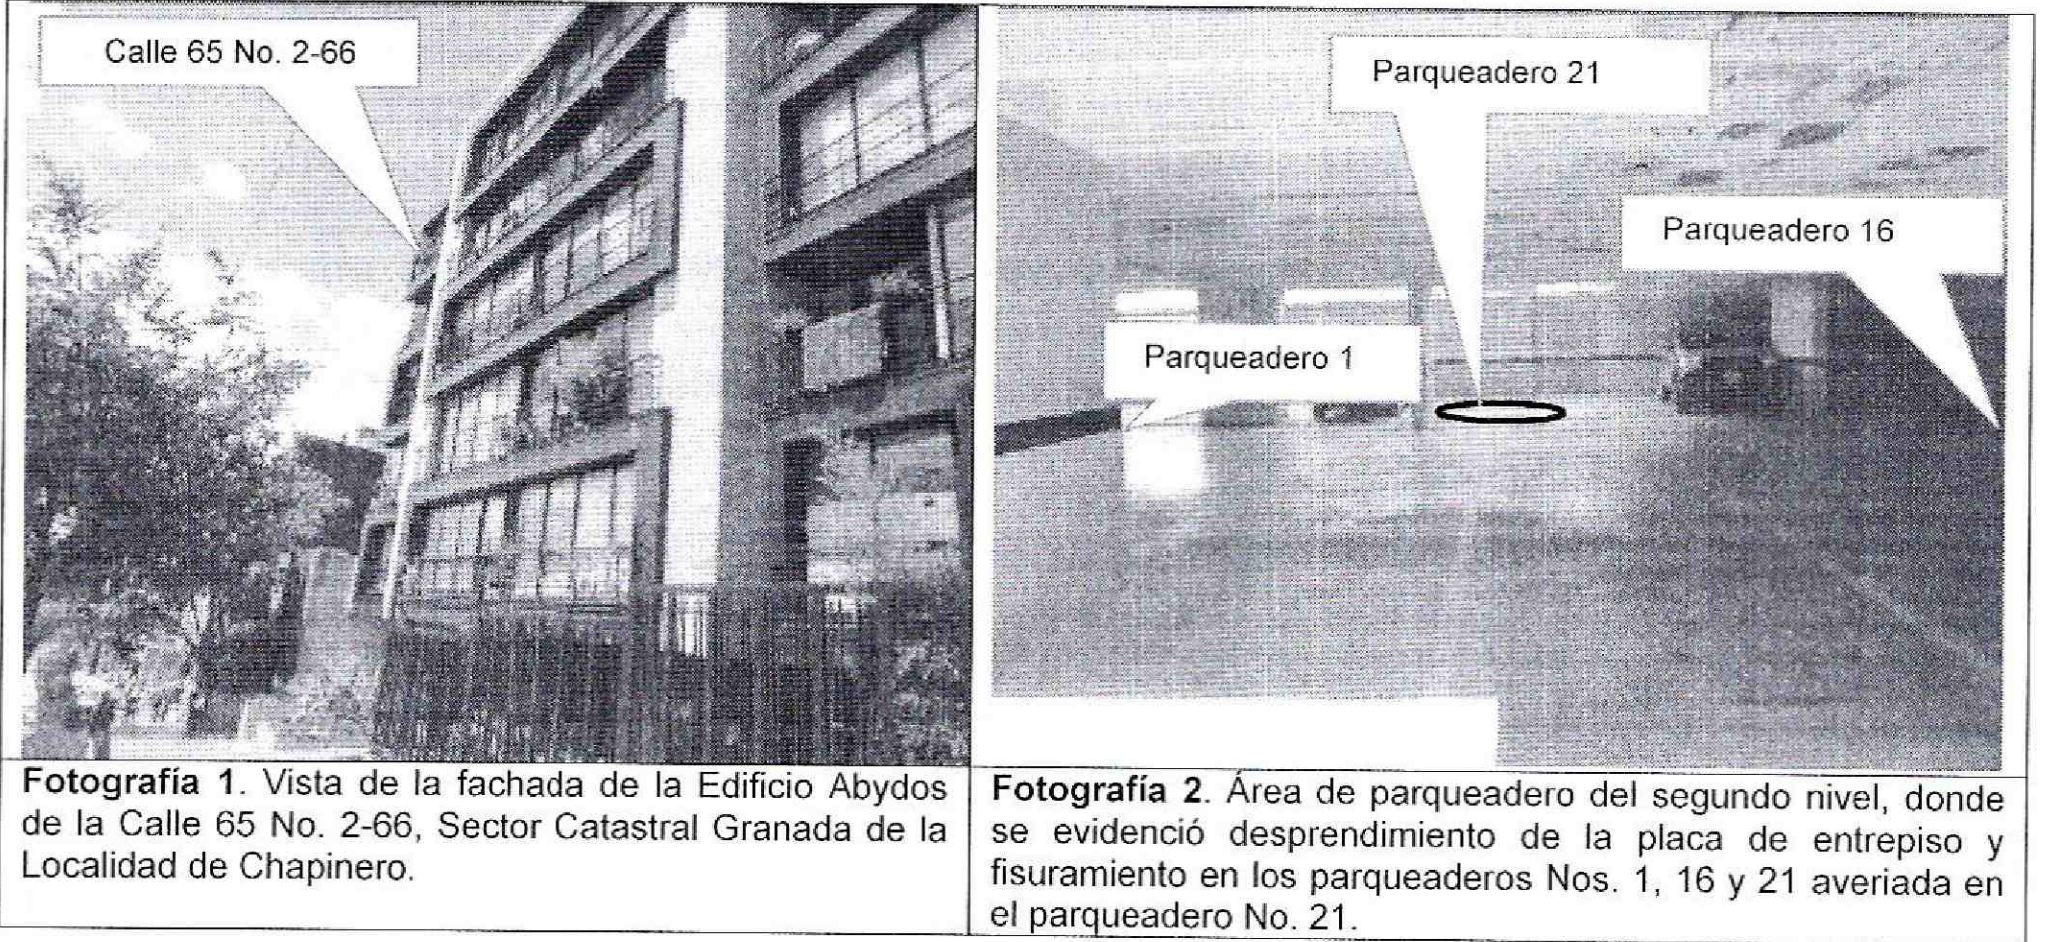 Calle 65 No. 2-66
Parqueadero 21
Parqueadero 16
Parqueadero 1
Fotografía 1. Vista de la fachada de la Edificio Abydos
de la Calle 65 No. 2-66, Sector Catastral Granada de la
Localidad de Chapinero.
Fotografía 2. Área de parqueadero del segundo nivel, donde
se evidenció desprendimiento de la placa de entrepiso y
fisuramiento en los parqueaderos Nos. 1, 16 y 21 averiada en
el parqueadero No. 21.